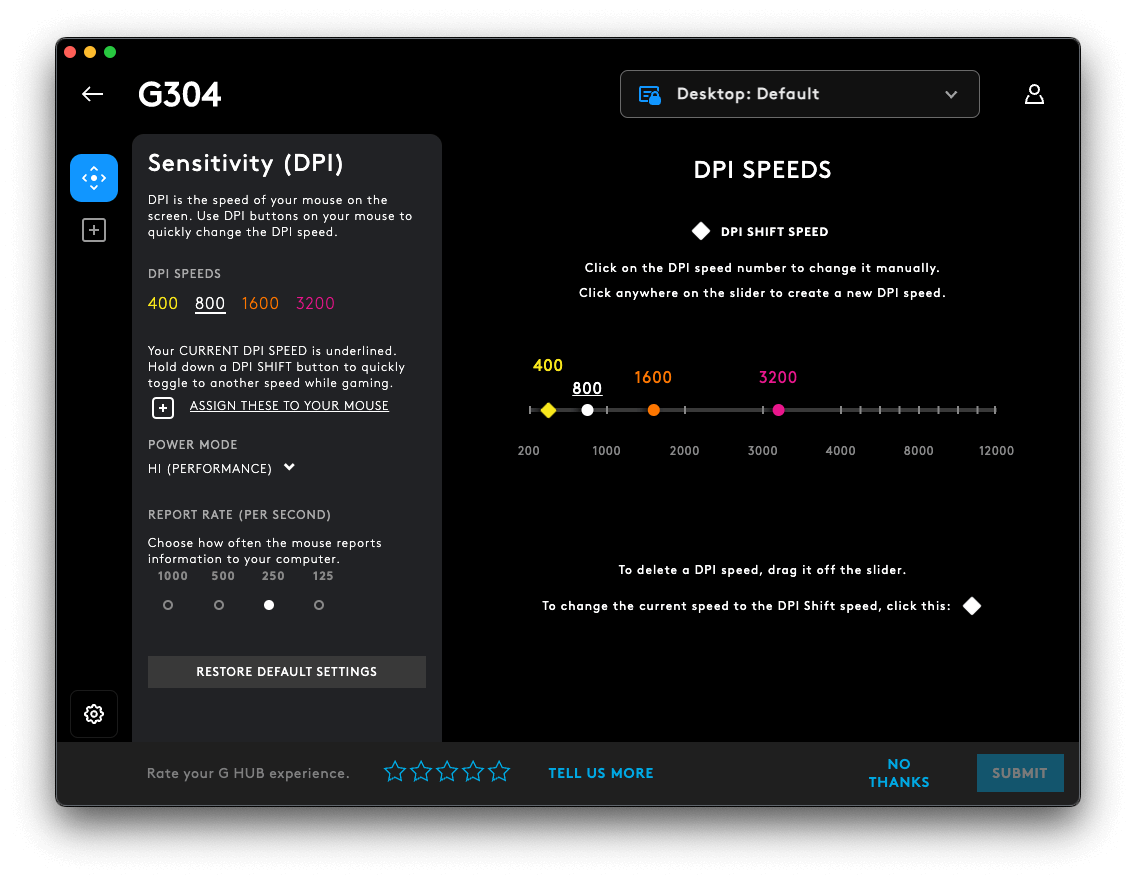 G304
Desktop: Default
Sensitivity (DPI)
DPI is the speed of your mouse on the
screen. Use DPI buttons on your mouse to
quickly change the DPI speed.
DPI SPEEDS
400 800 1600 3200
Your CURRENT DPI SPEED is underlined.
Hold down a DPI SHIFT button to quickly
toggle to another speed while gaming.
ASSIGN THESE TO YOUR MOUSE
POWER MODE
HI (PERFORMANCE)
REPORT RATE (PER SECOND)
Choose how often the mouse reports
information to your computer.
1000 500 250 125
RESTORE DEFAULT SETTINGS
DPI SPEEDS
DPI SHIFT SPEED
Click on the DPI speed number to change it manually.
Click anywhere on the slider to create a new DPI speed.
400 800 1600 3200
200 1000 2000 3000 4000 8000 12000
To delete a DPI speed, drag it off the slider.
To change the current speed to the DPI Shift speed, click this:
Rate your G HUB experience.
TELL US MORE
NO
THANKS
SUBMIT